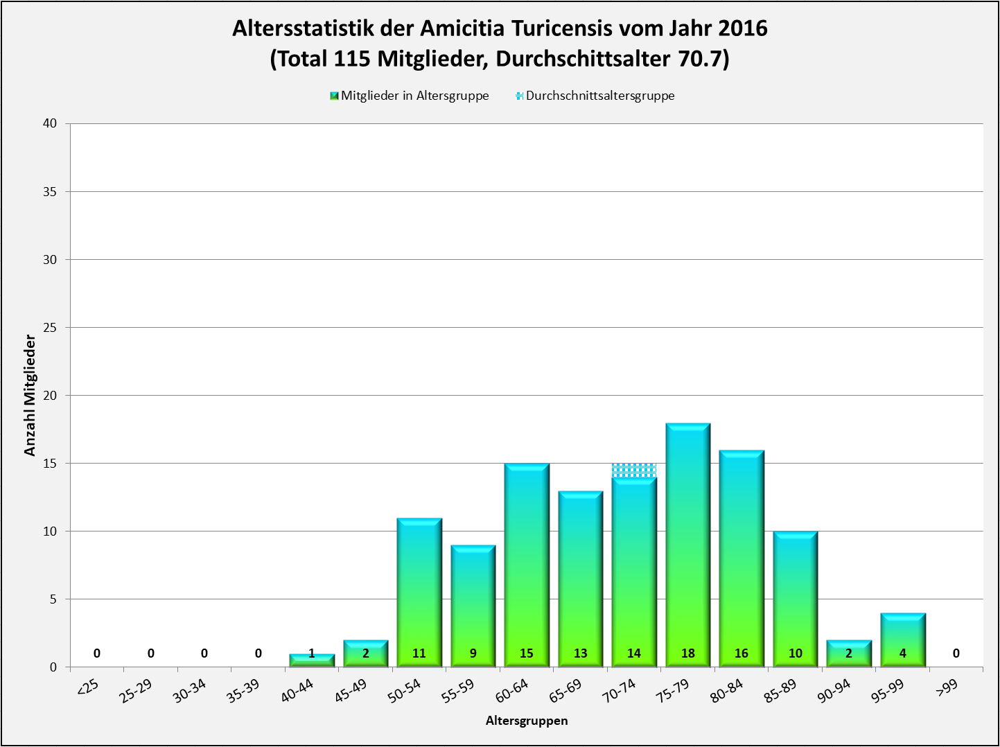 Altersstatistik der Amicitia Turicensis vom Jahr 2016
(Total 115 Mitglieder, Durchschittsalter 70.7)
Mitglieder in Altersgruppe Durchschnittsaltersgruppe
40
35
30
25
20
15
10
5
0
Anzahl Mitglieder
0 0 0 0 1 2 11 9 15 13 14 18 16 10 2 4 0
<25 25-29 30-34 35-39 40-44 45-49 50-54 55-59 60-64 65-69 70-74 75-79 80-84 85-89 90-94 95-99 >99
Altersgruppen